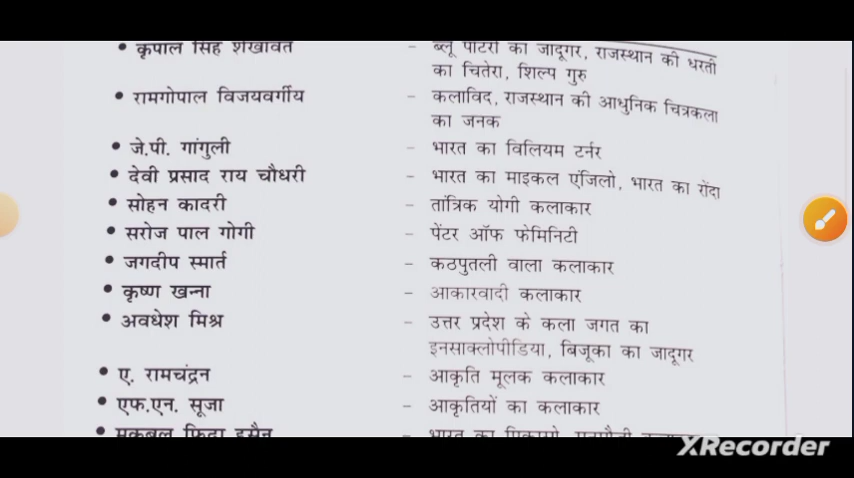 • कृपाल सिंह शेखावत – ब्लू पॉटरी का जादूगर, राजस्थान की धरती
का चितेरा, शिल्प गुरु
• रामगोपाल विजयवर्गीय – कलाविद, राजस्थान की आधुनिक चित्रकला
का जनक
• जे.पी. गांगुली – भारत का विलियम टर्नर
• देवी प्रसाद राय चौधरी – भारत का माइकल एंजिलो, भारत का रोंदा
• सोहन कादरी – तांत्रिक योगी कलाकार
• सरोज पाल गोगी – पेंटर ऑफ फेमिनिटी
• जगदीप स्मार्त – कठपुतली वाला कलाकार
• कृष्ण खन्ना – आकारवादी कलाकार
• अवधेश मिश्र – उत्तर प्रदेश के कला जगत का
इनसाक्लोपीडिया, बिजूका का जादूगर
• ए. रामचंद्रन – आकृति मूलक कलाकार
• एफ.एन. सूजा – आकृतियों का कलाकार
• मकबूल फिदा हुसैन – भारत का पिकासो,
XRecorder